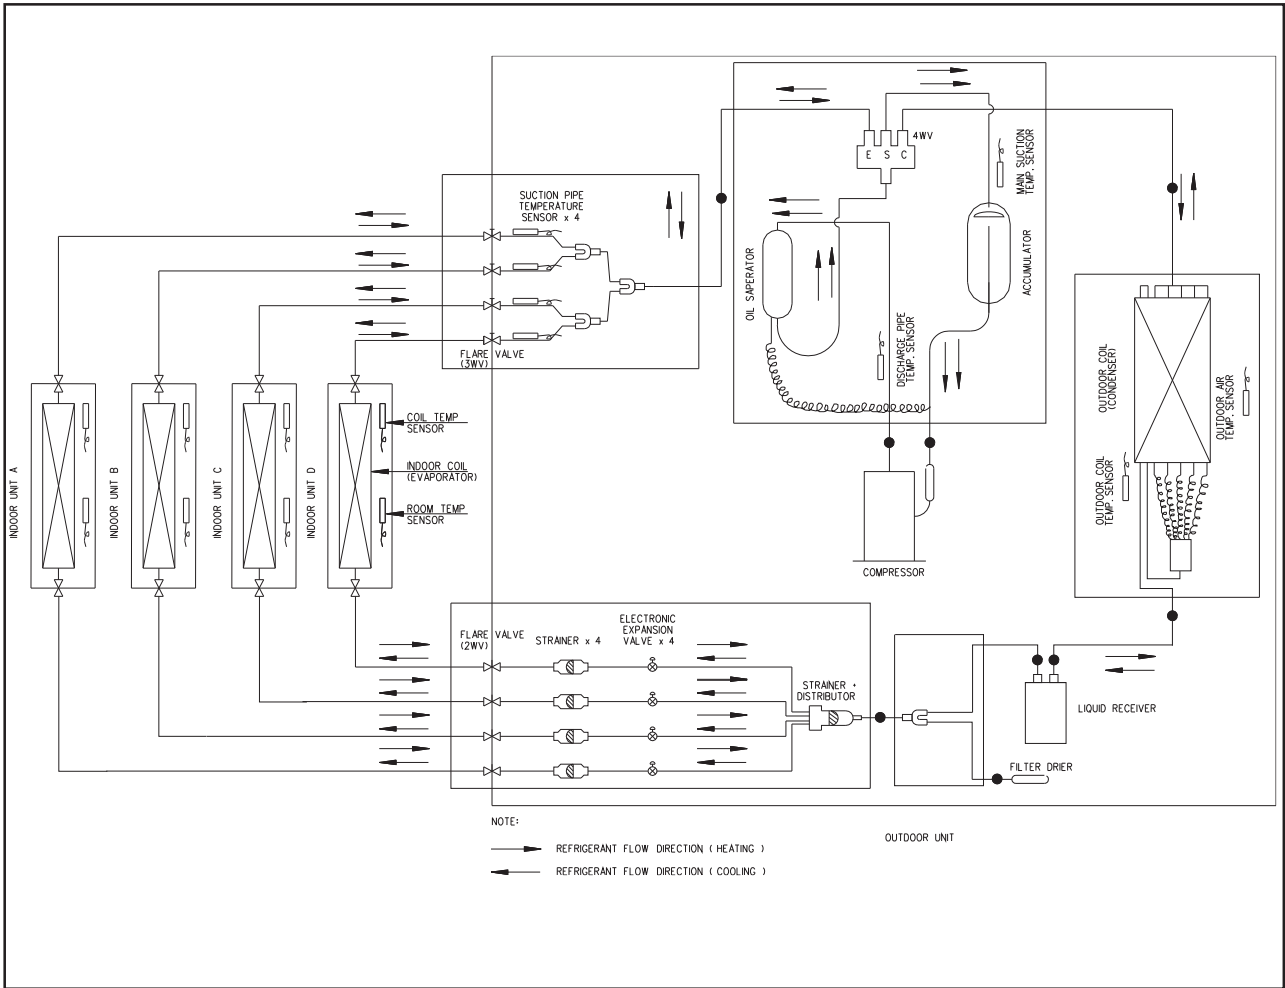 4WV
E S C
MAIN SUCTION
TEMP. SENSOR
SUCTION PIPE
TEMPERATURE
SENSOR x 4
OIL SAPERATOR
ACCUMULATOR
DISCHARGE PIPE
TEMP. SENSOR
FLARE VALVE
(3WV)
OUTDOOR COIL
(CONDENSER)
OUTDOOR AIR
TEMP. SENSOR
OUTDOOR COIL
TEMP. SENSOR
INDOOR UNIT A
INDOOR UNIT B
INDOOR UNIT C
INDOOR UNIT D
COIL TEMP
SENSOR
INDOOR COIL
(EVAPORATOR)
ROOM TEMP
SENSOR
COMPRESSOR
FLARE VALVE
(2WV)
STRAINER x 4
ELECTRONIC
EXPANSION
VALVE x 4
STRAINER +
DISTRIBUTOR
LIQUID RECEIVER
FILTER DRIER
NOTE:
OUTDOOR UNIT
REFRIGERANT FLOW DIRECTION ( HEATING )
REFRIGERANT FLOW DIRECTION ( COOLING )